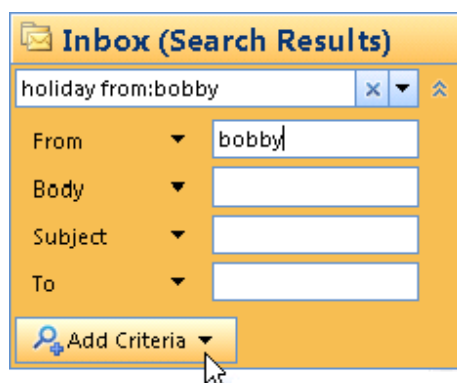 Inbox (Search Results)
holiday from:bobby
From bobby
Body
Subject
To
Add Criteria